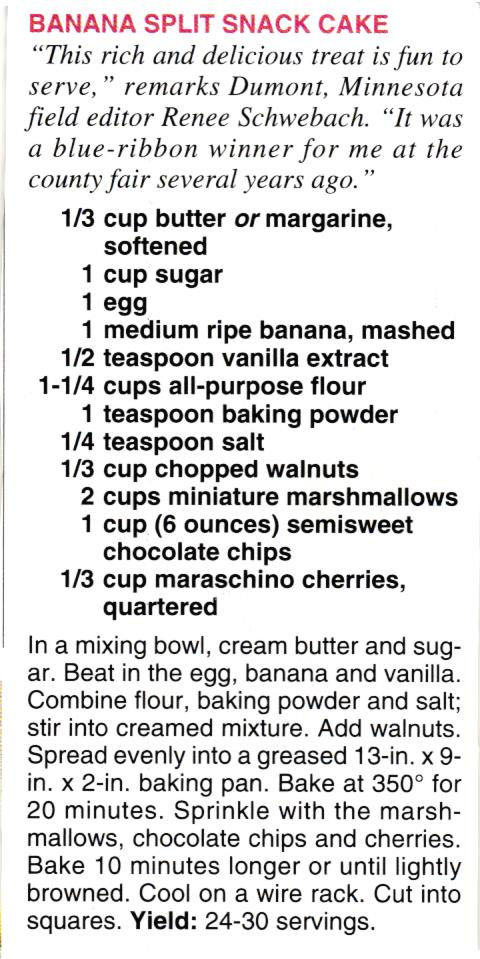 BANANA SPLIT SNACK CAKE
“This rich and delicious treat is fun to
serve,” remarks Dumont, Minnesota
field editor Renee Schwebach. “It was
a blue-ribbon winner for me at the
county fair several years ago.”
1/3 cup butter or margarine,
softened
1 cup sugar
1 egg
1 medium ripe banana, mashed
1/2 teaspoon vanilla extract
1-1/4 cups all-purpose flour
1 teaspoon baking powder
1/4 teaspoon salt
1/3 cup chopped walnuts
2 cups miniature marshmallows
1 cup (6 ounces) semisweet
chocolate chips
1/3 cup maraschino cherries,
quartered
In a mixing bowl, cream butter and sug-
ar. Beat in the egg, banana and vanilla.
Combine flour, baking powder and salt;
stir into creamed mixture. Add walnuts.
Spread evenly into a greased 13-in. x 9-
in. x 2-in. baking pan. Bake at 350° for
20 minutes. Sprinkle with the marsh-
mallows, chocolate chips and cherries.
Bake 10 minutes longer or until lightly
browned. Cool on a wire rack. Cut into
squares. Yield: 24-30 servings.